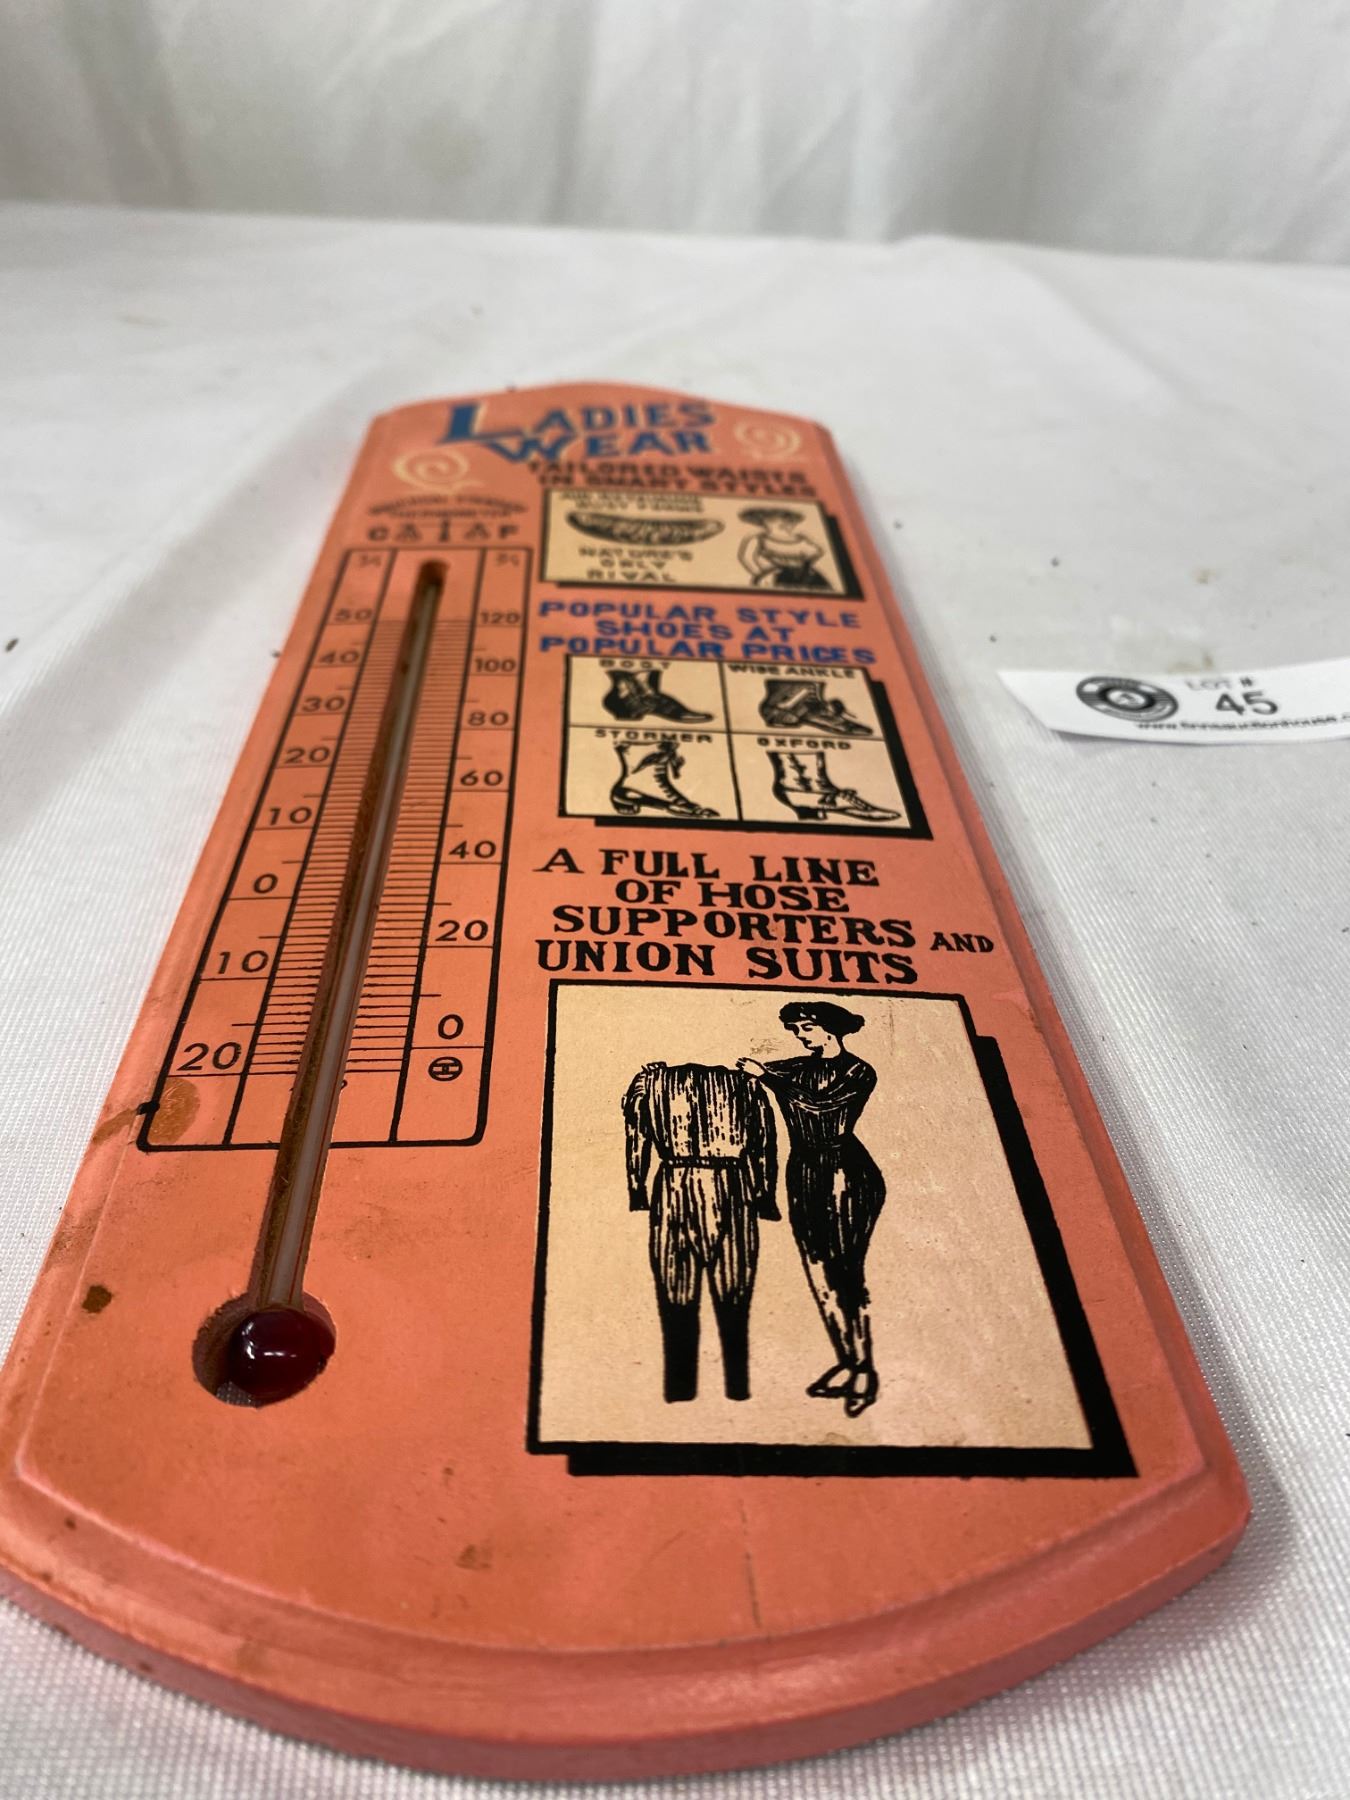 LADIES
WEAR
TAILORED WAISTS
IN SMART STYLES
BUST FORMS
NATURE'S
ONLY
RIVAL
POPULAR STYLE
SHOES AT
POPULAR PRICES
BOOT
WIDE ANKLE
STORMER
OXFORD
A FULL LINE
OF HOSE
SUPPORTERS AND
UNION SUITS
C F
50 120
40 100
30 80
20 60
10 40
0 20
10 0
20
H
LOT #
45